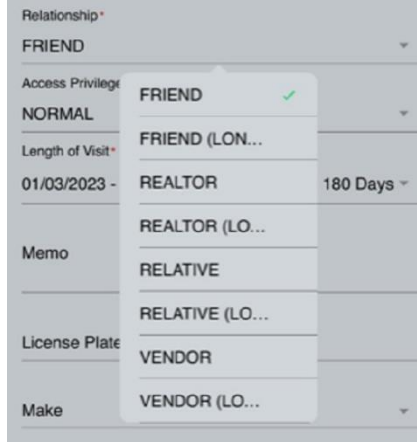 Relationship*
FRIEND
Access Privilege
NORMAL
Length of Visit*
01/03/2023 -
180 Days
Memo
License Plate
Make
FRIEND
FRIEND (LON...
REALTOR
REALTOR (LO...
RELATIVE
RELATIVE (LO...
VENDOR
VENDOR (LO...